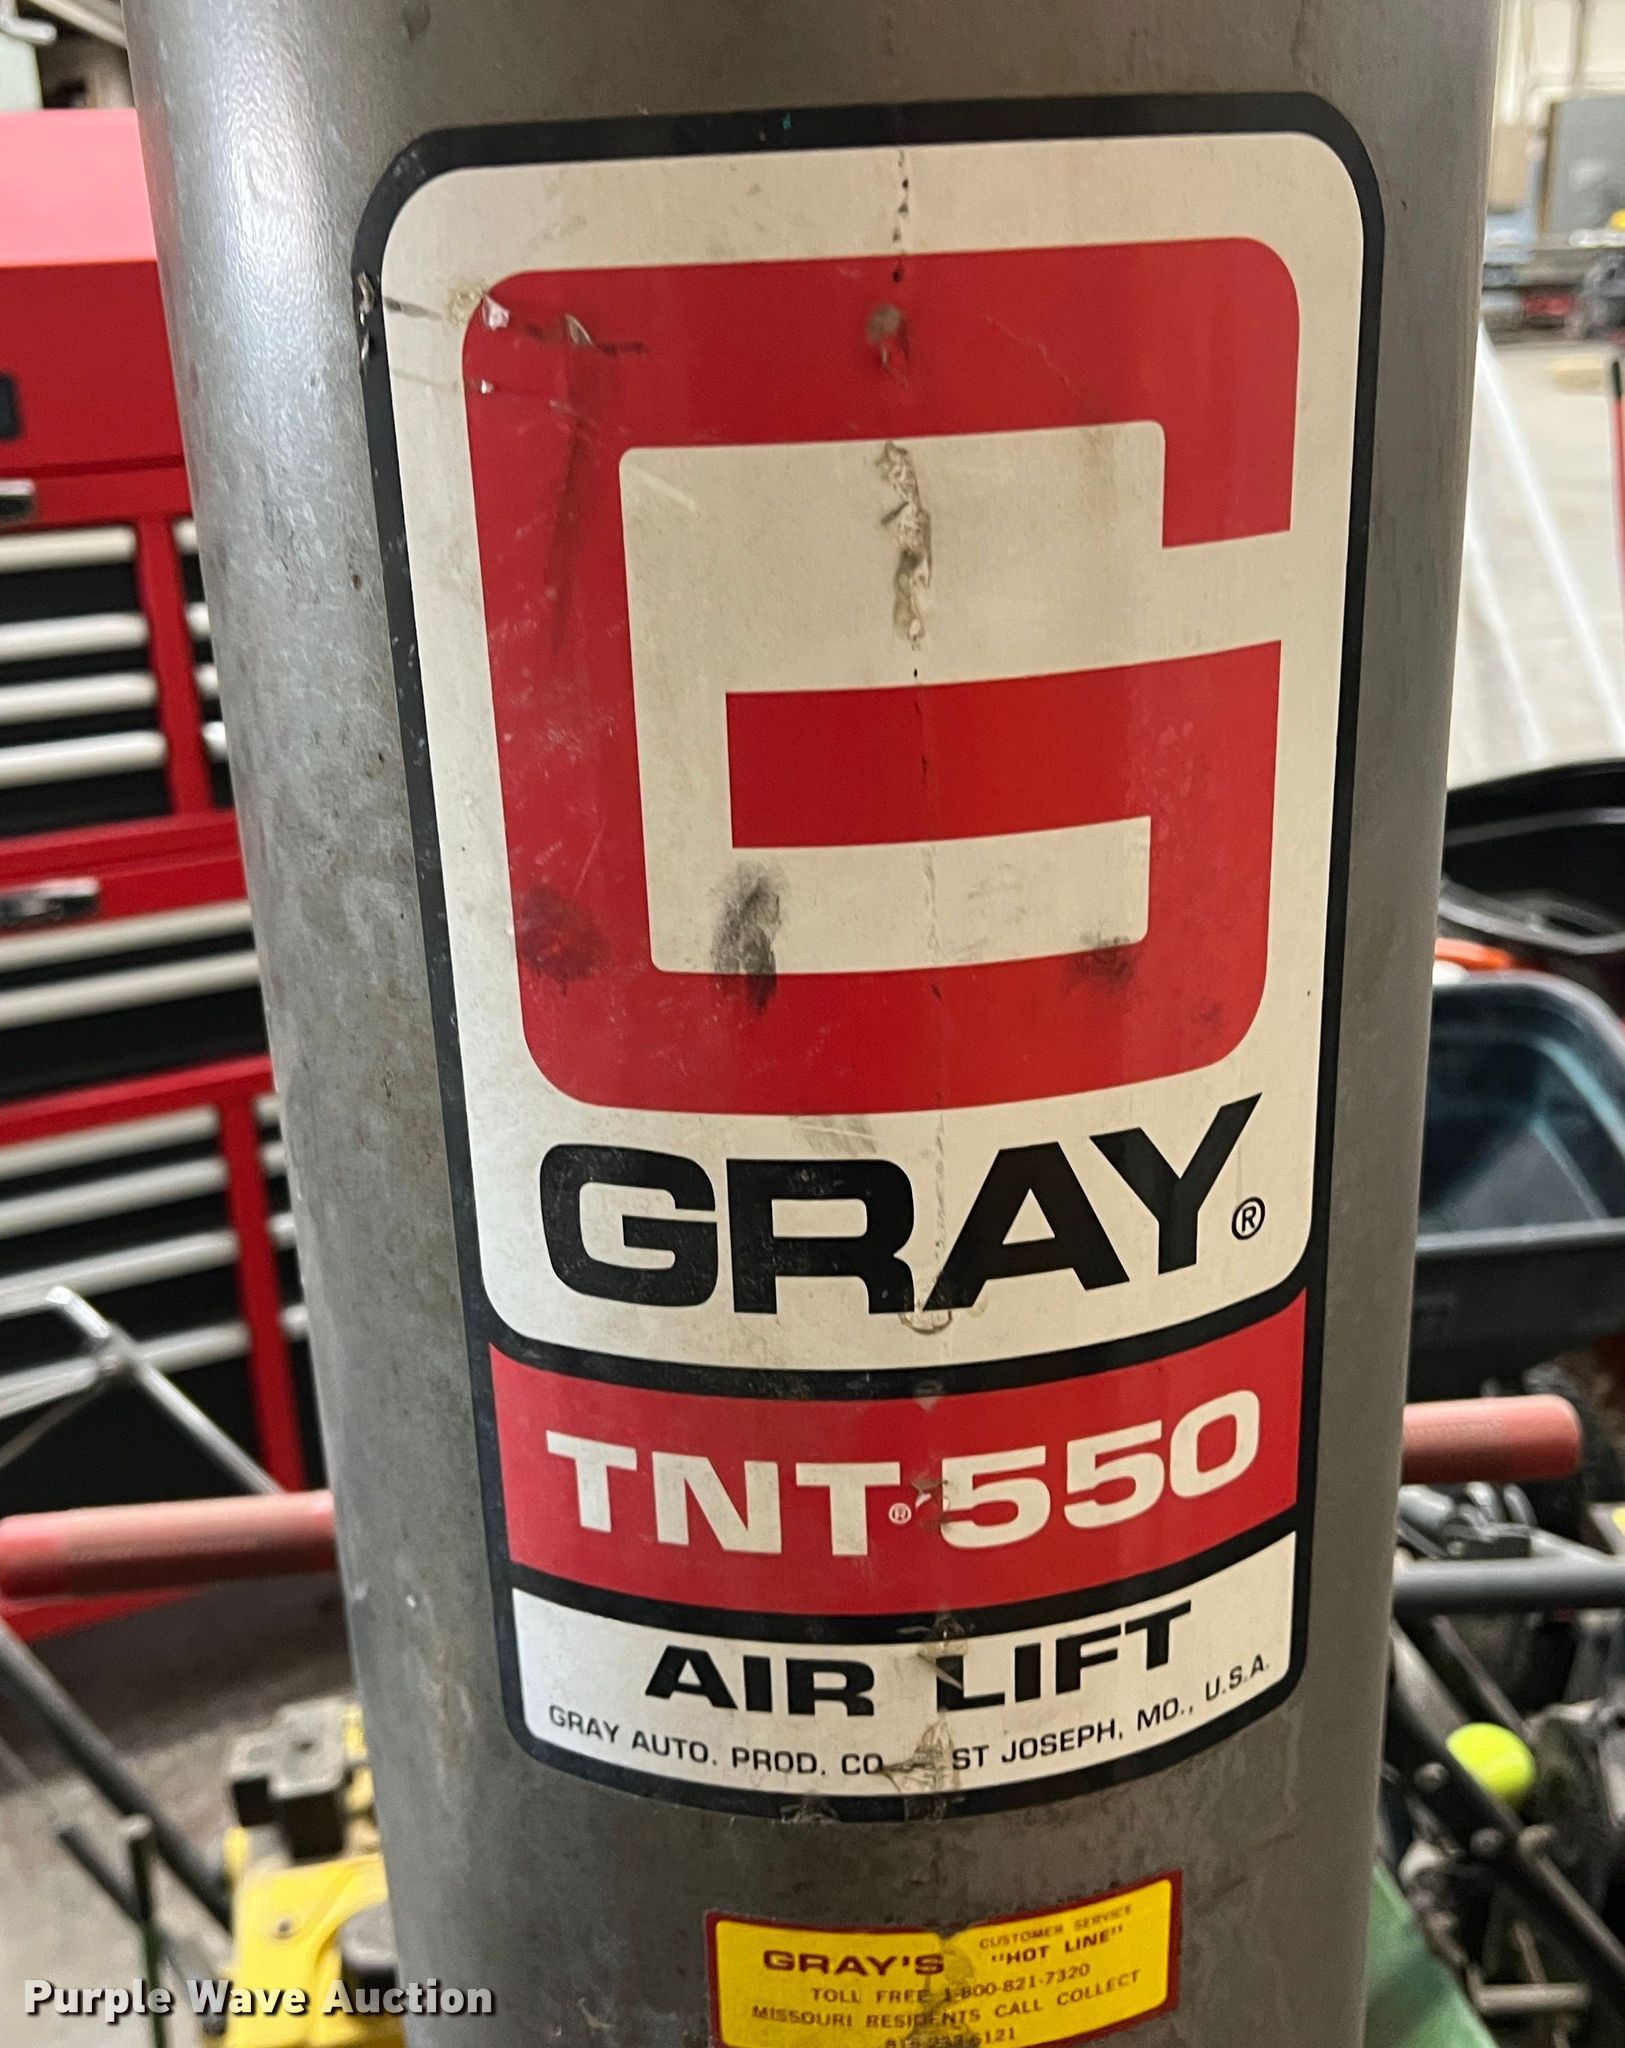 G
GRAY®
TNT®550
AIR LIFT
GRAY AUTO. PROD. CO ST JOSEPH, MO., U.S.A.
GRAY'S CUSTOMER SERVICE
"HOT LINE"
TOLL FREE 1-800-821-7320
MISSOURI RESIDENTS CALL COLLECT
Purple Wave Auction